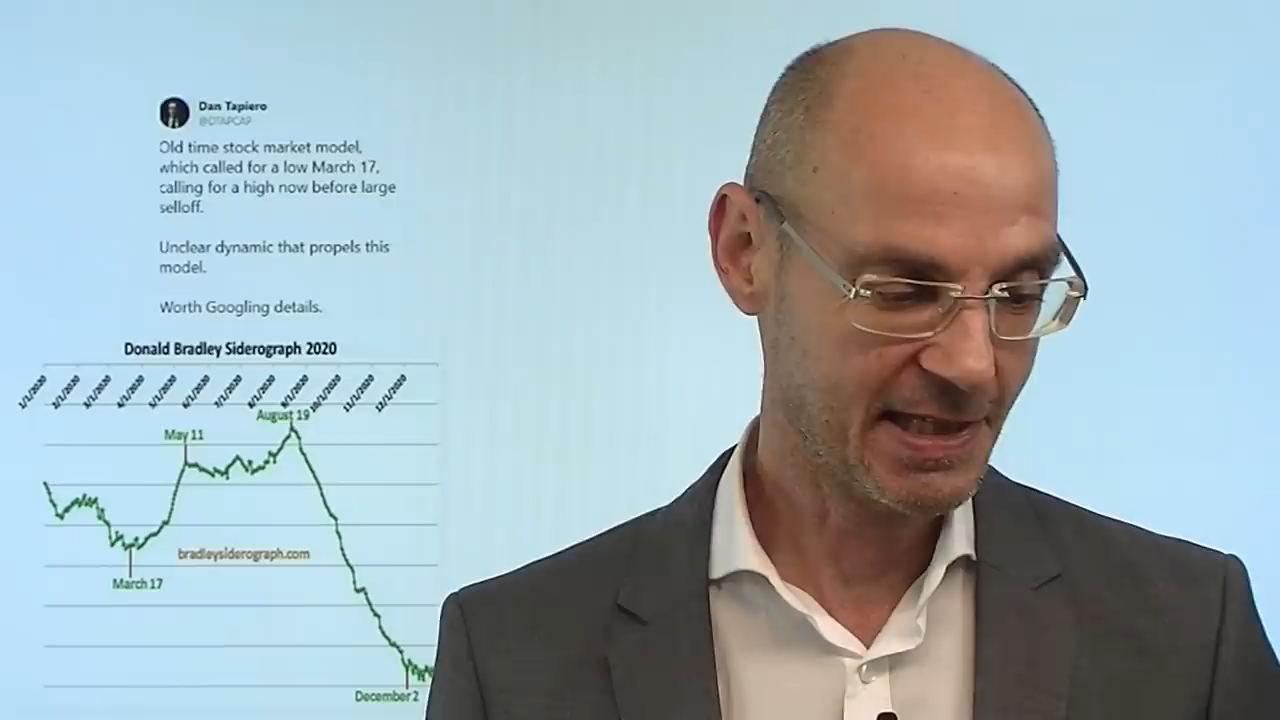 Dan Tapiero
@DTAPCAP
Old time stock market model,
which called for a low March 17,
calling for a high now before large
selloff.
Unclear dynamic that propels this
model.
Worth Googling details.
Donald Bradley Siderograph 2020
1/1/2020 2/1/2020 3/1/2020 4/1/2020 5/1/2020 6/1/2020 7/1/2020 8/1/2020 9/1/2020 10/1/2020 11/1/2020 12/1/2020
August 19
May 11
bradleysiderograph.com
March 17
December 2